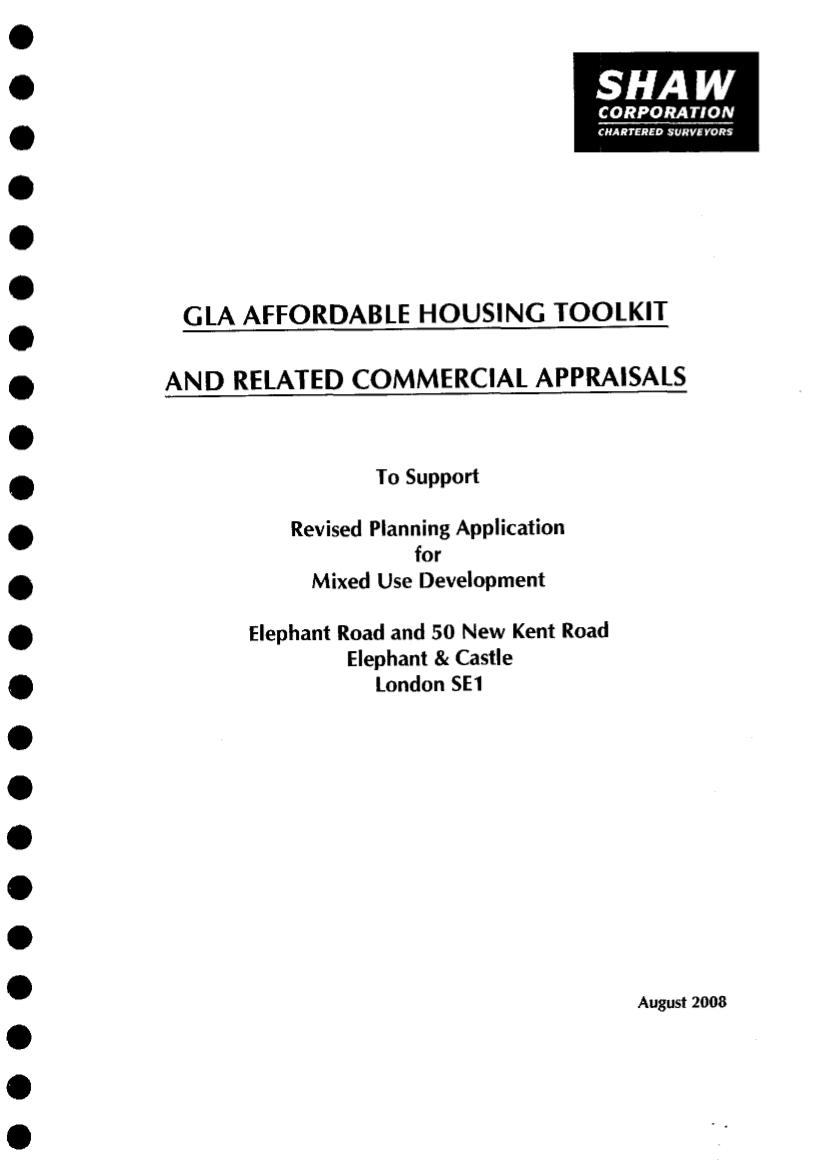 SHAW
CORPORATION
CHARTERED SURVEYORS
GLA AFFORDABLE HOUSING TOOLKIT
AND RELATED COMMERCIAL APPRAISALS
To Support
Revised Planning Application
for
Mixed Use Development
Elephant Road and 50 New Kent Road
Elephant & Castle
London SE1
August 2008